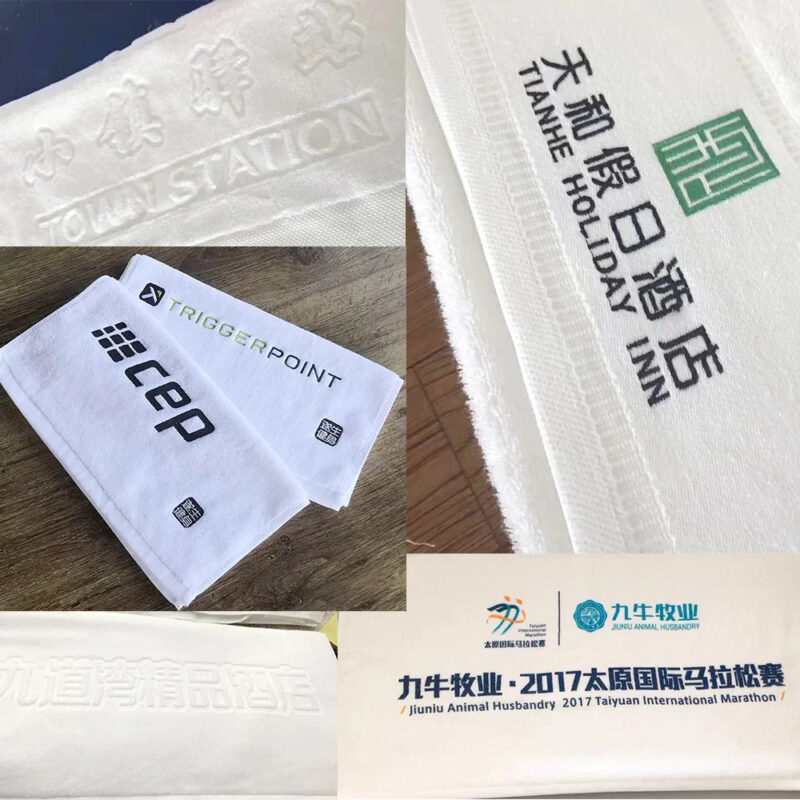 小镇驿站
TOWN STATION
天和假日酒店
TIANHE HOLIDAY INN
TRIGGERPOINT
cep
九道湾精品酒店
Taiyuan
International
Marathon
太原国际马拉松赛
九牛牧业
JIUNIU ANIMAL HUSBANDRY
九牛牧业·2017太原国际马拉松赛
/ Jiuniu Animal Husbandry 2017 Taiyuan International Marathon /